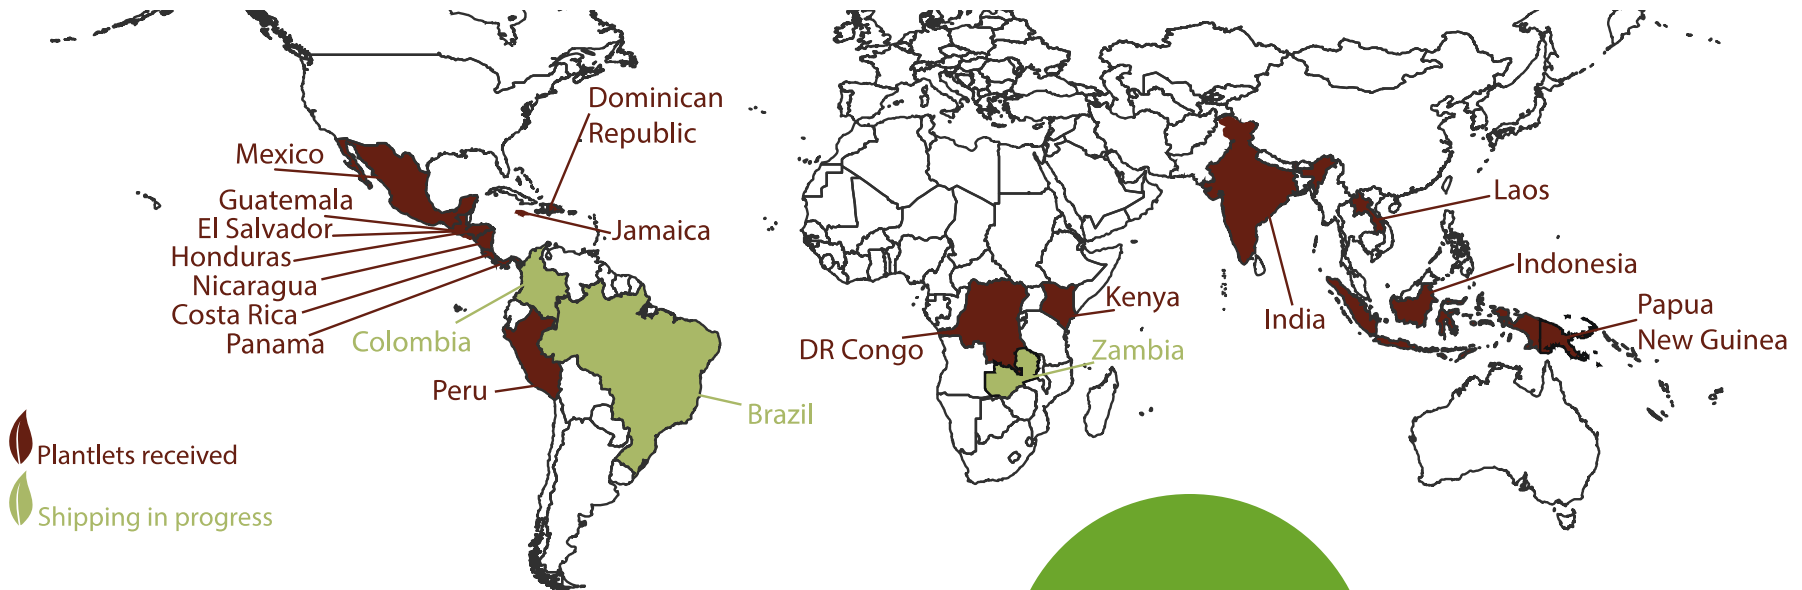 Dominican
Republic
Mexico
Guatemala
El Salvador
Honduras
Nicaragua
Costa Rica
Panama
Jamaica
Colombia
Peru
Brazil
DR Congo
Kenya
Zambia
India
Laos
Indonesia
Papua
New Guinea
Plantlets received
Shipping in progress